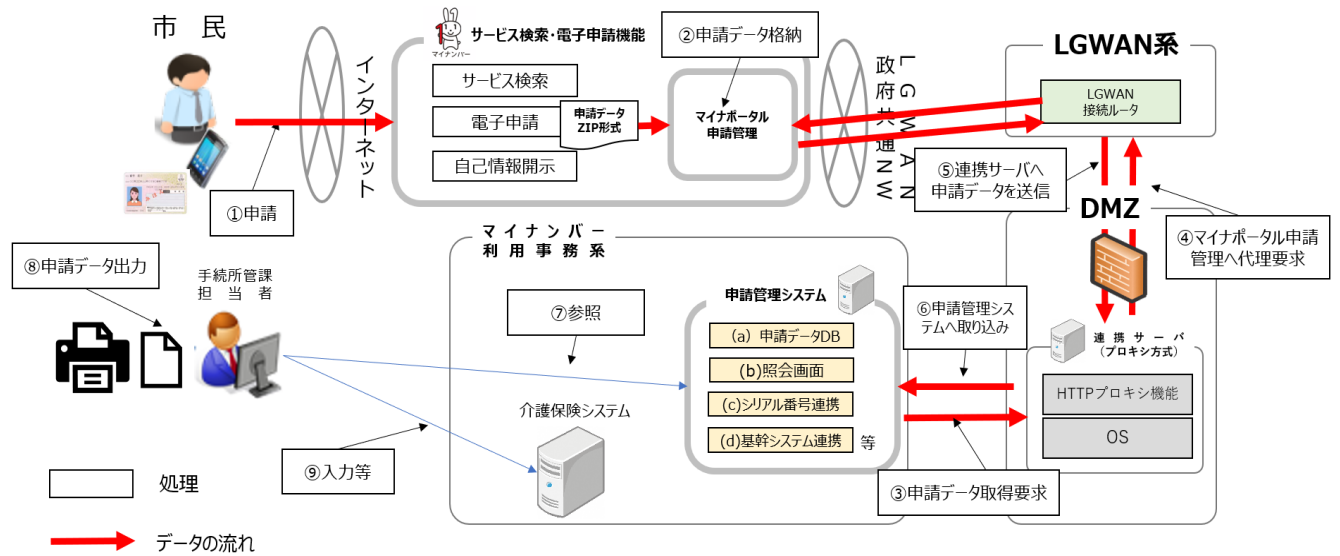 市 民
インターネット
マイナンバー
サービス検索・電子申請機能
サービス検索
電子申請
自己情報開示
申請データ
ZIP形式
②申請データ格納
マイナポータル
申請管理
LGWAN
政府共通NW
LGWAN系
LGWAN
接続ルータ
①申請
⑤連携サーバへ
申請データを送信
DMZ
④マイナポータル申請
管理へ代理要求
⑧申請データ出力
手続所管課
担 当 者
マイナンバー
利用事務系
⑦参照
申請管理システム
(a) 申請データDB
(b)照会画面
(c)シリアル番号連携
(d)基幹システム連携 等
⑥申請管理シス
テムへ取り込み
連 携 サ ー バ
(プロキシ方式)
HTTPプロキシ機能
OS
介護保険システム
⑨入力等
③申請データ取得要求
処理
データの流れ